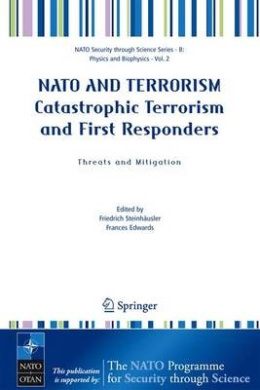 NATO Security through Science Series - B:
Physics and Biophysics - Vol. 2
NATO AND TERRORISM
Catastrophic Terrorism
and First Responders
Threats and Mitigation
Edited by
Friedrich Steinhäusler
Frances Edwards
Springer
NATO
OTAN
This publication
is supported by:
The NATO Programme
for Security through Science